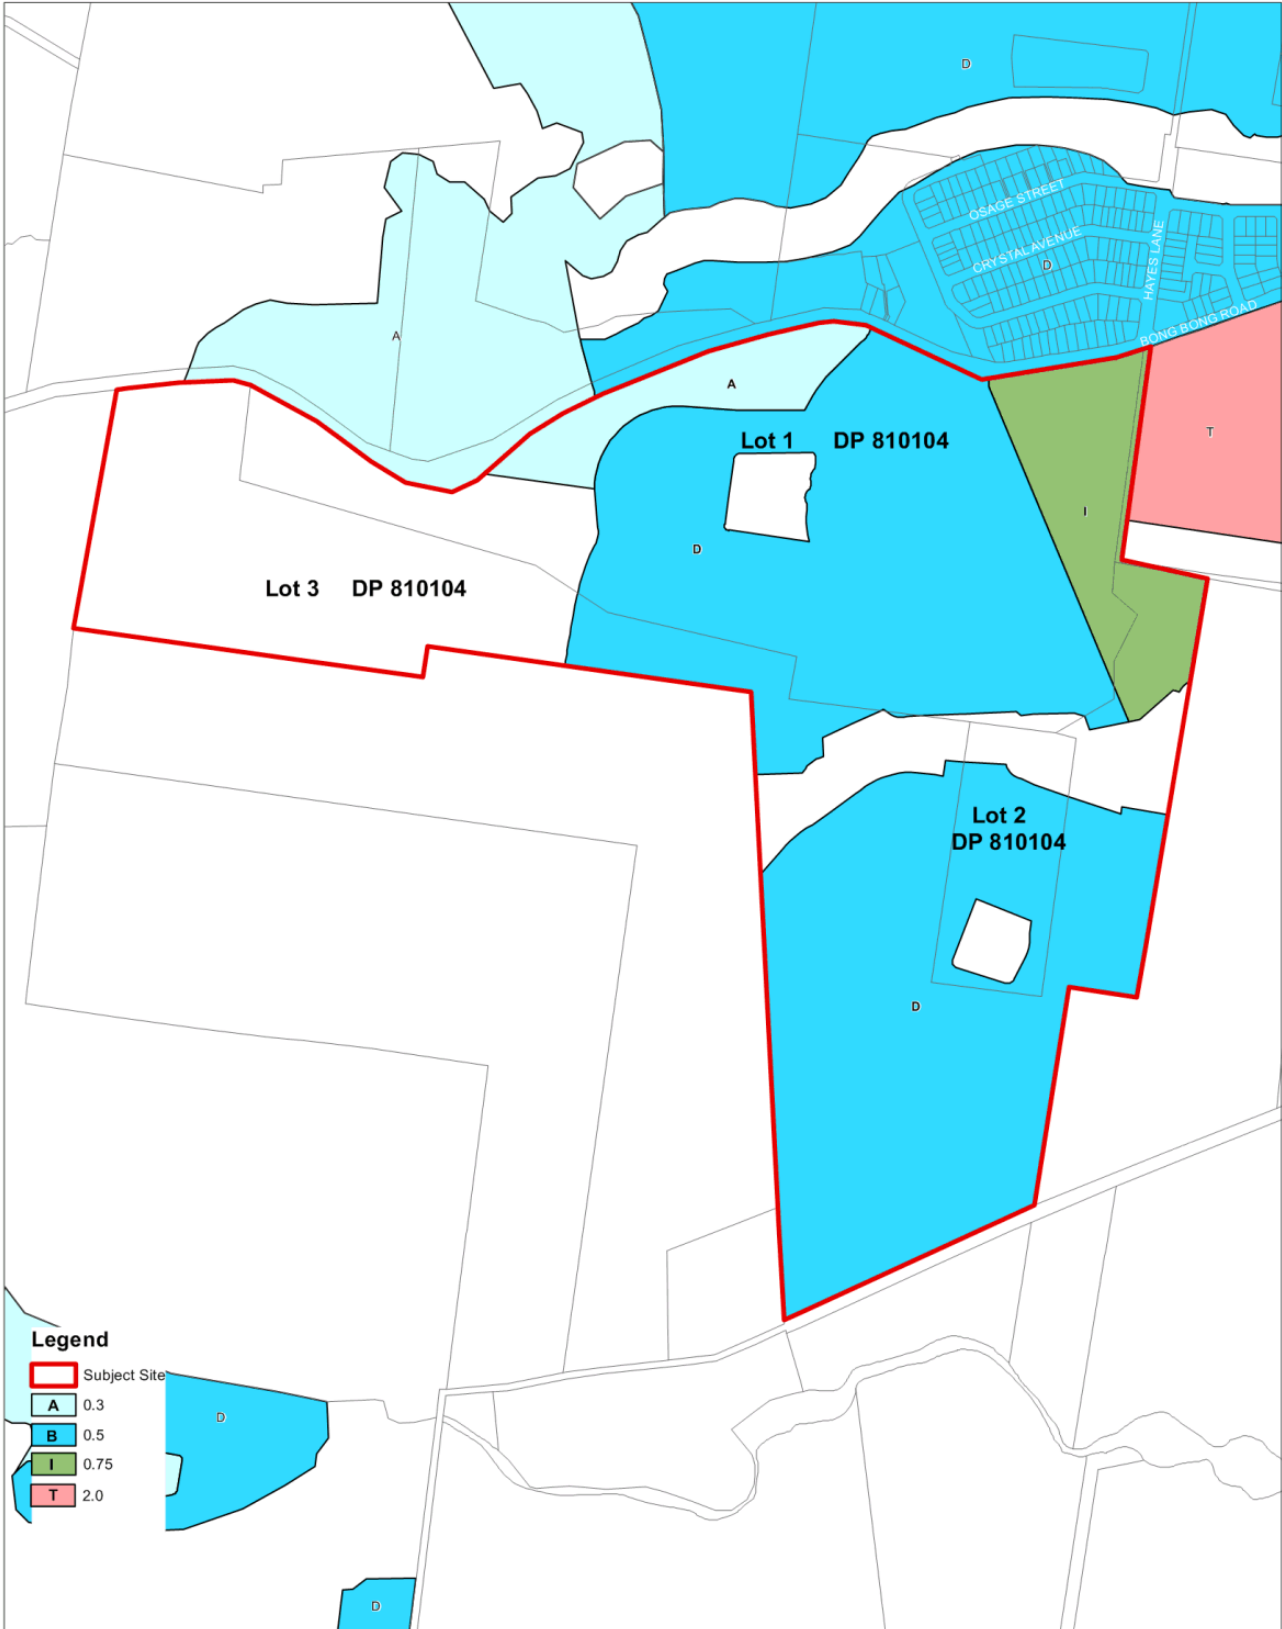 D
OSAGE STREET
CRYSTAL AVENUE
D
HAYES LANE
BONG BONG ROAD
A
A
T
Lot 1 DP 810104
I
D
Lot 3 DP 810104
Lot 2
DP 810104
D
Legend
Subject Site
A 0.3
B 0.5
I 0.75
T 2.0
D
D